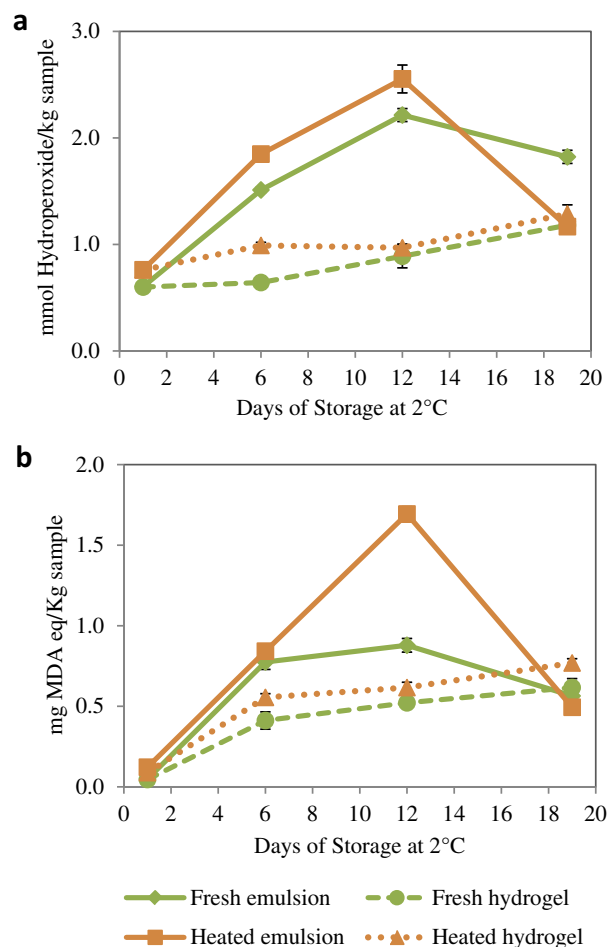 a
mmol Hydroperoxide/kg sample
3.0
2.0
1.0
0.0
0 2 4 6 8 10 12 14 16 18 20
Days of Storage at 2°C
b
mg MDA eq/Kg sample
2.0
1.5
1.0
0.5
0.0
0 2 4 6 8 10 12 14 16 18 20
Days of Storage at 2°C
Fresh emulsion Fresh hydrogel
Heated emulsion Heated hydrogel